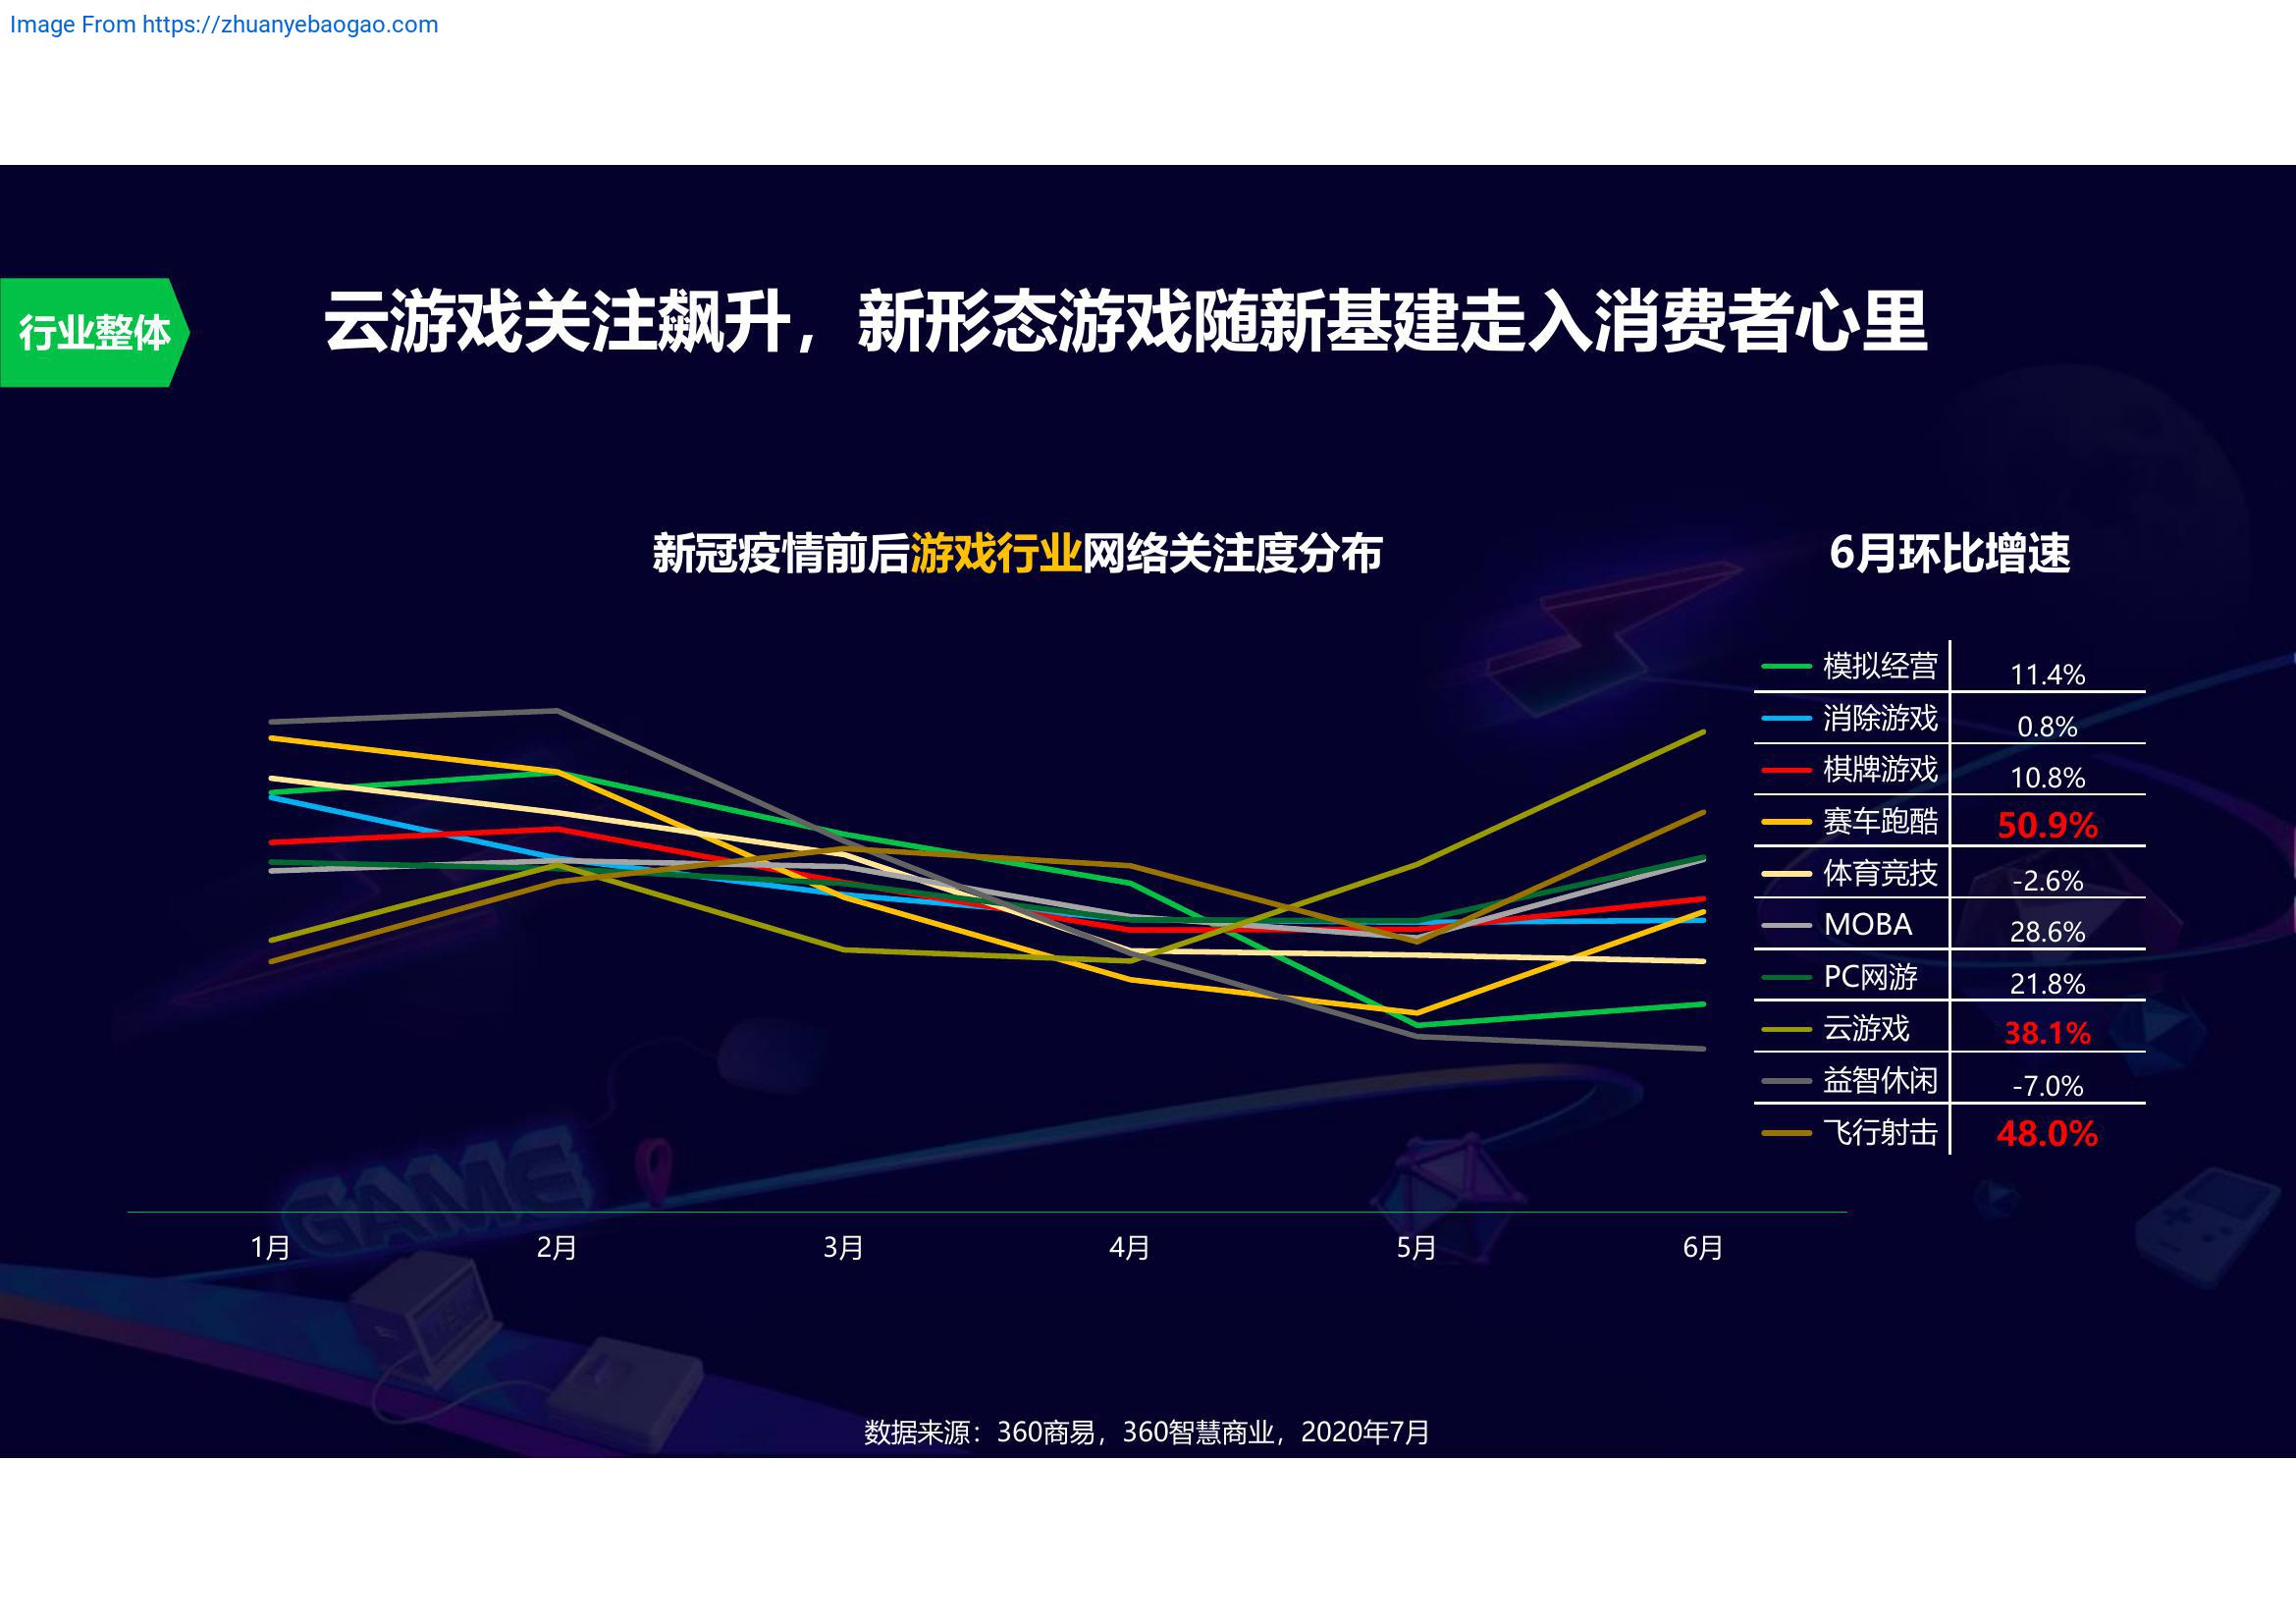 Image From https://zhuanyebaogao.com
行业整体
云游戏关注飙升，新形态游戏随新基建走入消费者心里
新冠疫情前后游戏行业网络关注度分布
6月环比增速
模拟经营 11.4%
消除游戏 0.8%
棋牌游戏 10.8%
赛车跑酷 50.9%
体育竞技 -2.6%
MOBA 28.6%
PC网游 21.8%
云游戏 38.1%
益智休闲 -7.0%
飞行射击 48.0%
GAME
1月 2月 3月 4月 5月 6月
数据来源：360商易，360智慧商业，2020年7月